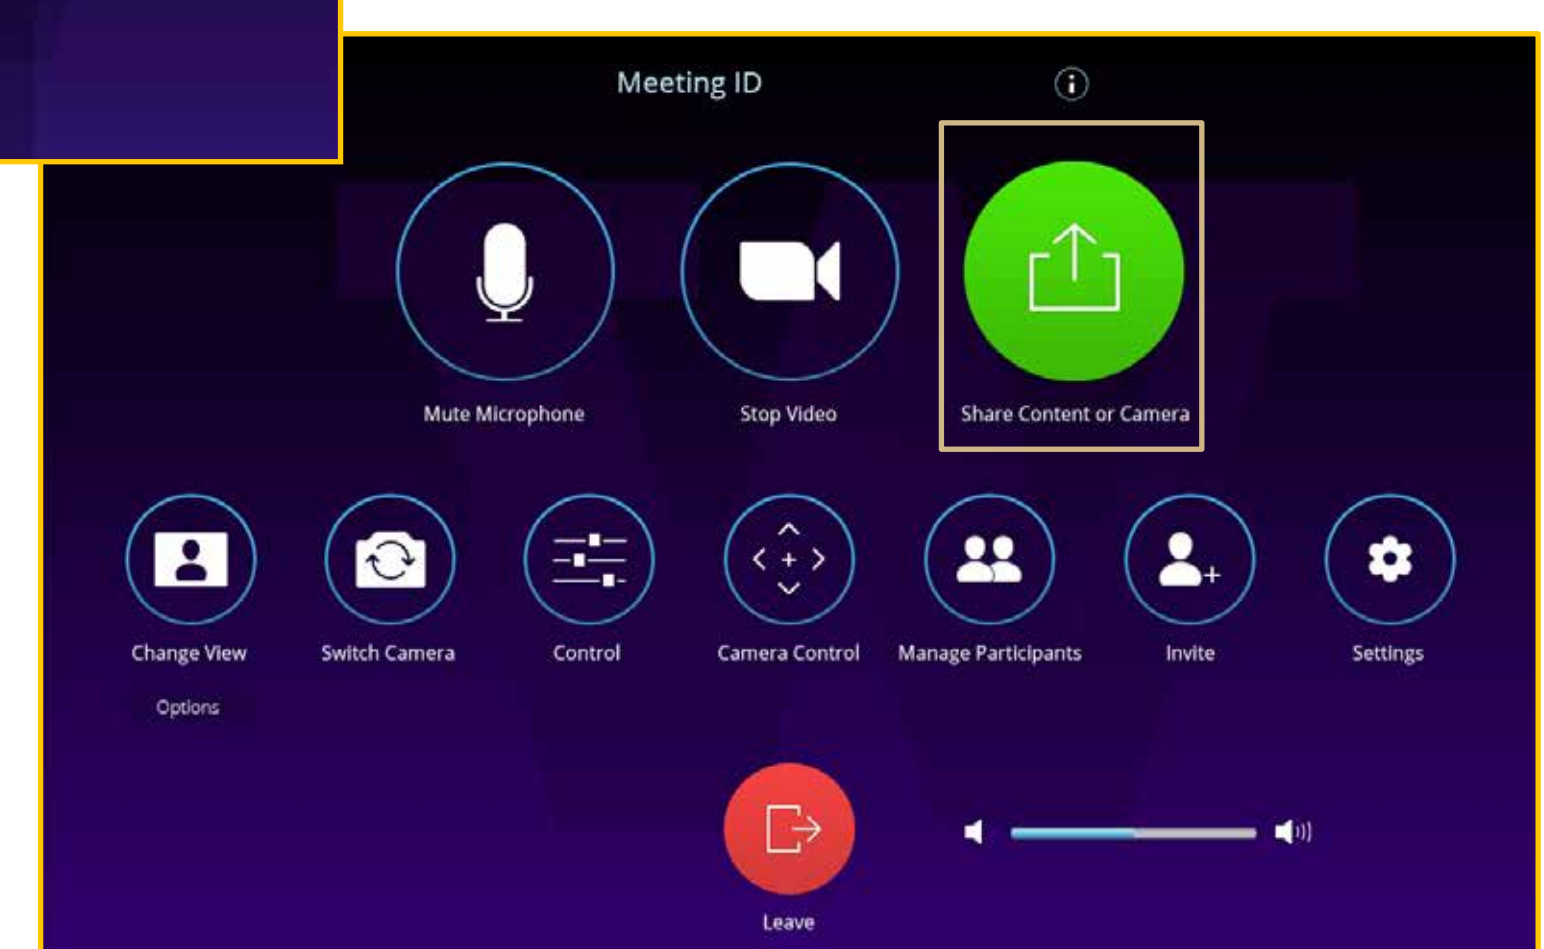 Meeting ID
Mute Microphone
Stop Video
Share Content or Camera
Change View
Switch Camera
Control
Camera Control
Manage Participants
Invite
Settings
Options
Leave